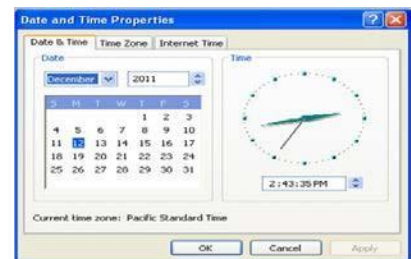 Date and Time Properties
Date & Time Time Zone Internet Time
Date
Time
December 2011
S M T W T F S
1 2 3
4 5 6 7 8 9 10
11 12 13 14 15 16 17
18 19 20 21 22 23 24
25 26 27 28 29 30 31
2:43:35 PM
Current time zone: Pacific Standard Time
OK Cancel Apply